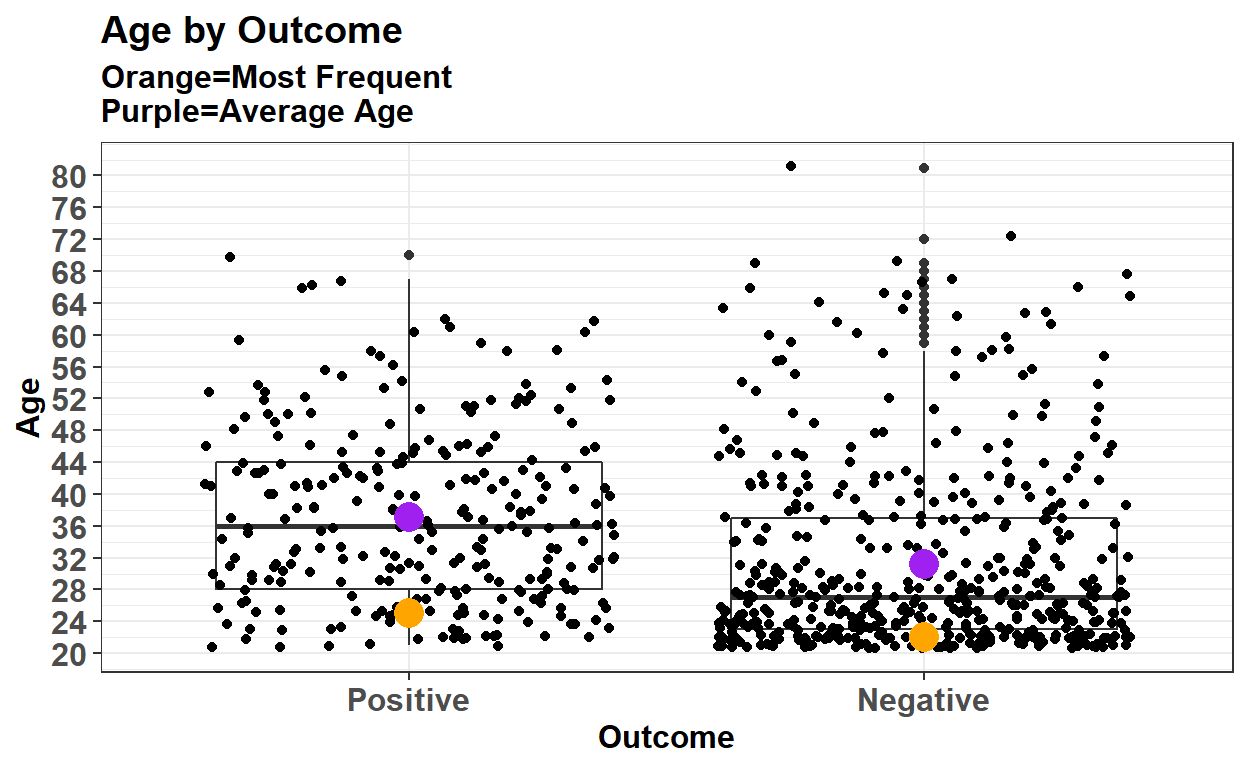 Age by Outcome
Orange=Most Frequent
Purple=Average Age
80
76
72
68
64
60
56
52
48
44
40
36
32
28
24
20
Age
Positive
Negative
Outcome